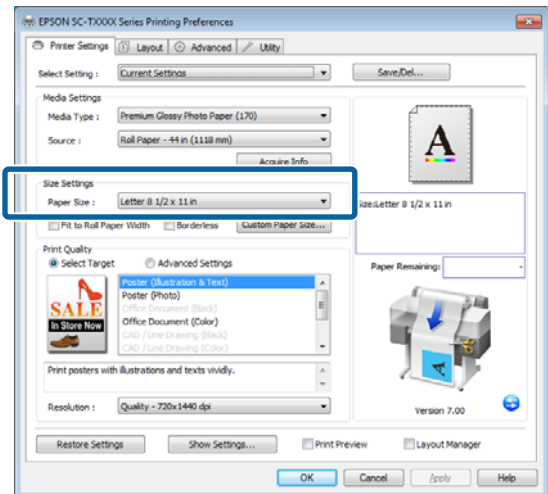 EPSON SC-TXXXX Series Printing Preferences
Printer Settings Layout Advanced Utility
Select Setting : Current Settings Save/Del...
Media Settings
Media Type : Premium Glossy Photo Paper (170)
Source : Roll Paper - 44 in (1118 mm)
Acquire Info
Size Settings
Paper Size : Letter 8 1/2 x 11 in
Fit to Roll Paper Width Borderless Custom Paper Size...
Print Quality
Select Target Advanced Settings
SALE
In Store Now
Poster (Illustration & Text)
Poster (Photo)
Office Document (Black)
Office Document (Color)
CAD / Line Drawing (Black)
CAD / Line Drawing (Color)
Print posters with illustrations and texts vividly.
Resolution : Quality - 720x1440 dpi
A
Size:Letter 8 1/2 x 11 in
Paper Remaining: -
Version 7.00
Restore Settings Show Settings... Print Preview Layout Manager
OK Cancel Apply Help